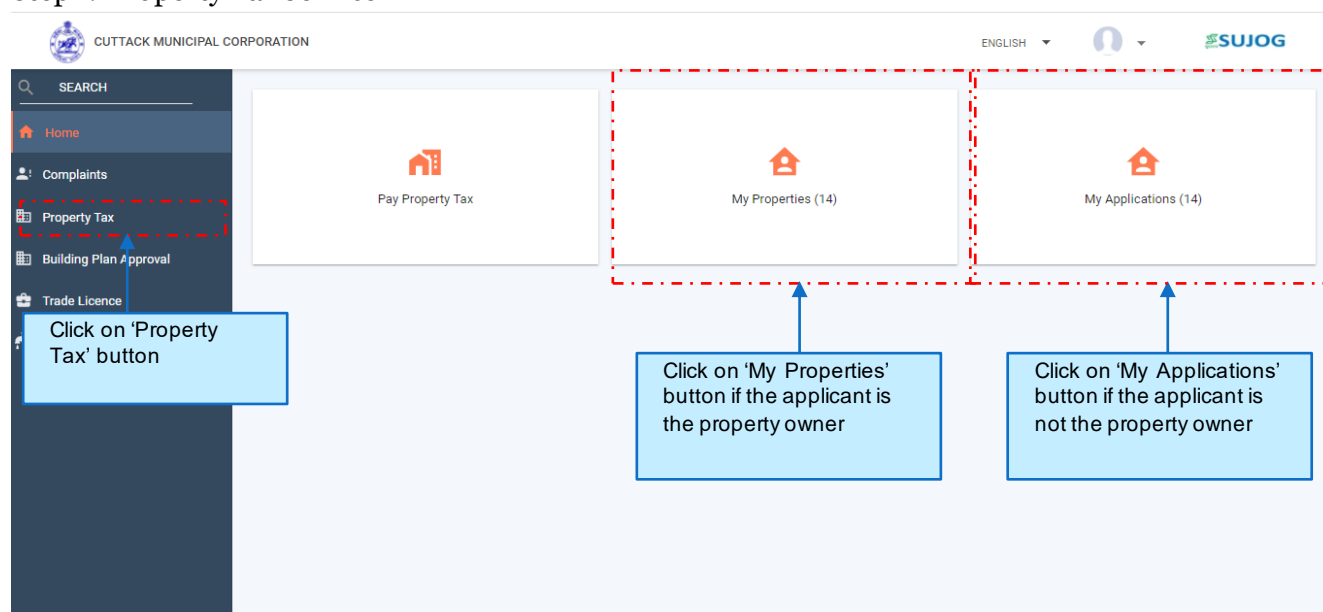 CUTTACK MUNICIPAL CORPORATION
ENGLISH
SUJOG
SEARCH
Home
Complaints
Property Tax
Building Plan Approval
Trade Licence
Pay Property Tax
My Properties (14)
My Applications (14)
Click on ‘Property
Tax’ button
Click on ‘My Properties’
button if the applicant is
the property owner
Click on ‘My Applications’
button if the applicant is
not the property owner